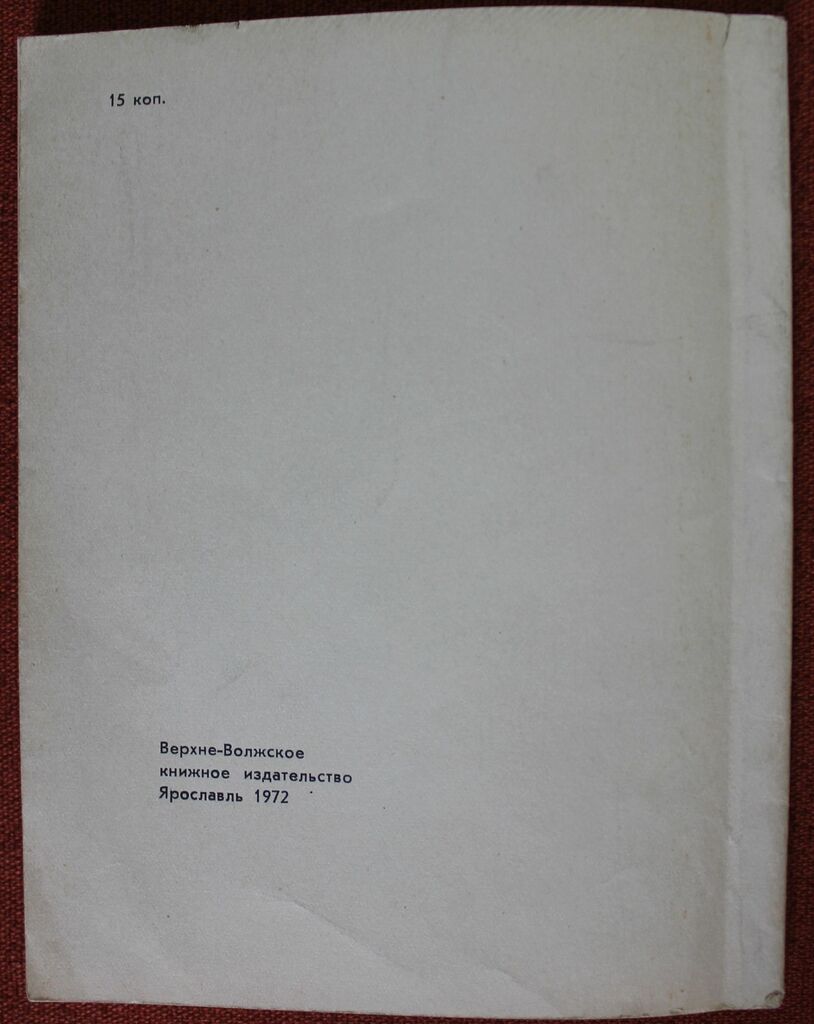 15 коп.
Верхне-Волжское
книжное издательство
Ярославль 1972